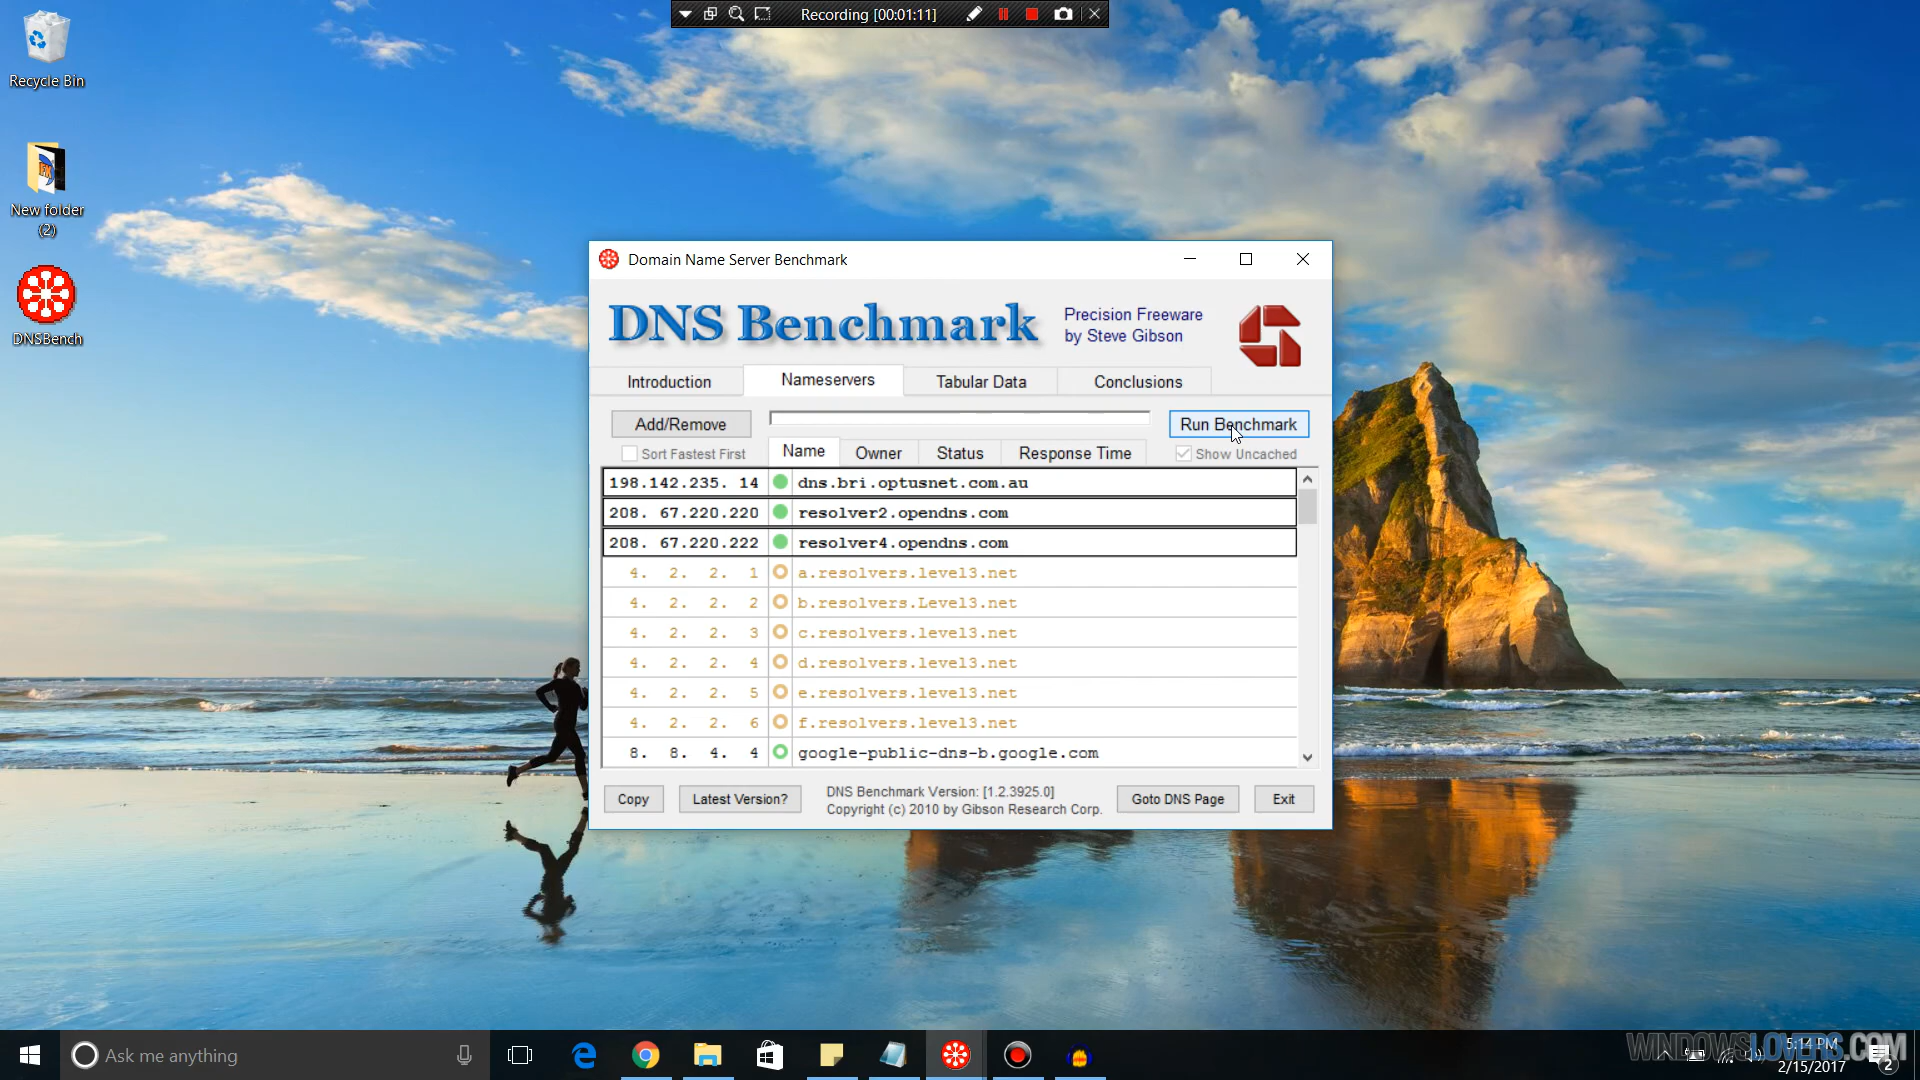 Recording [00:01:11]
Recycle Bin
New folder
(2)
DNSBench
Domain Name Server Benchmark
DNS Benchmark
Precision Freeware
by Steve Gibson
Introduction
Nameservers
Tabular Data
Conclusions
Add/Remove
Run Benchmark
Sort Fastest First
Name
Owner
Status
Response Time
Show Uncached
198.142.235. 14 dns.bri.optusnet.com.au
208. 67.220.220 resolver2.opendns.com
208. 67.220.222 resolver4.opendns.com
4. 2. 2. 1 a.resolvers.level3.net
4. 2. 2. 2 b.resolvers.Level3.net
4. 2. 2. 3 c.resolvers.level3.net
4. 2. 2. 4 d.resolvers.level3.net
4. 2. 2. 5 e.resolvers.level3.net
4. 2. 2. 6 f.resolvers.level3.net
8. 8. 4. 4 google-public-dns-b.google.com
Copy
Latest Version?
DNS Benchmark Version: [1.2.3925.0]
Copyright (c) 2010 by Gibson Research Corp.
Goto DNS Page
Exit
Ask me anything
WINDOWSLOVERS.COM
5:14 PM
2/15/2017
2